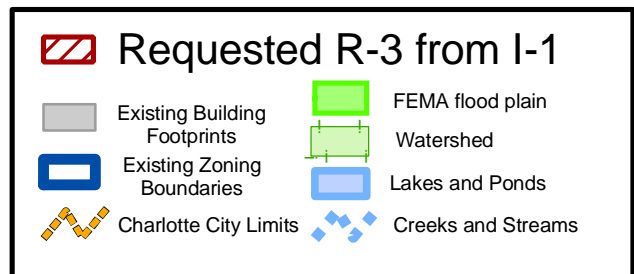 Requested R-3 from I-1
Existing Building
Footprints
Existing Zoning
Boundaries
Charlotte City Limits
FEMA flood plain
Watershed
Lakes and Ponds
Creeks and Streams